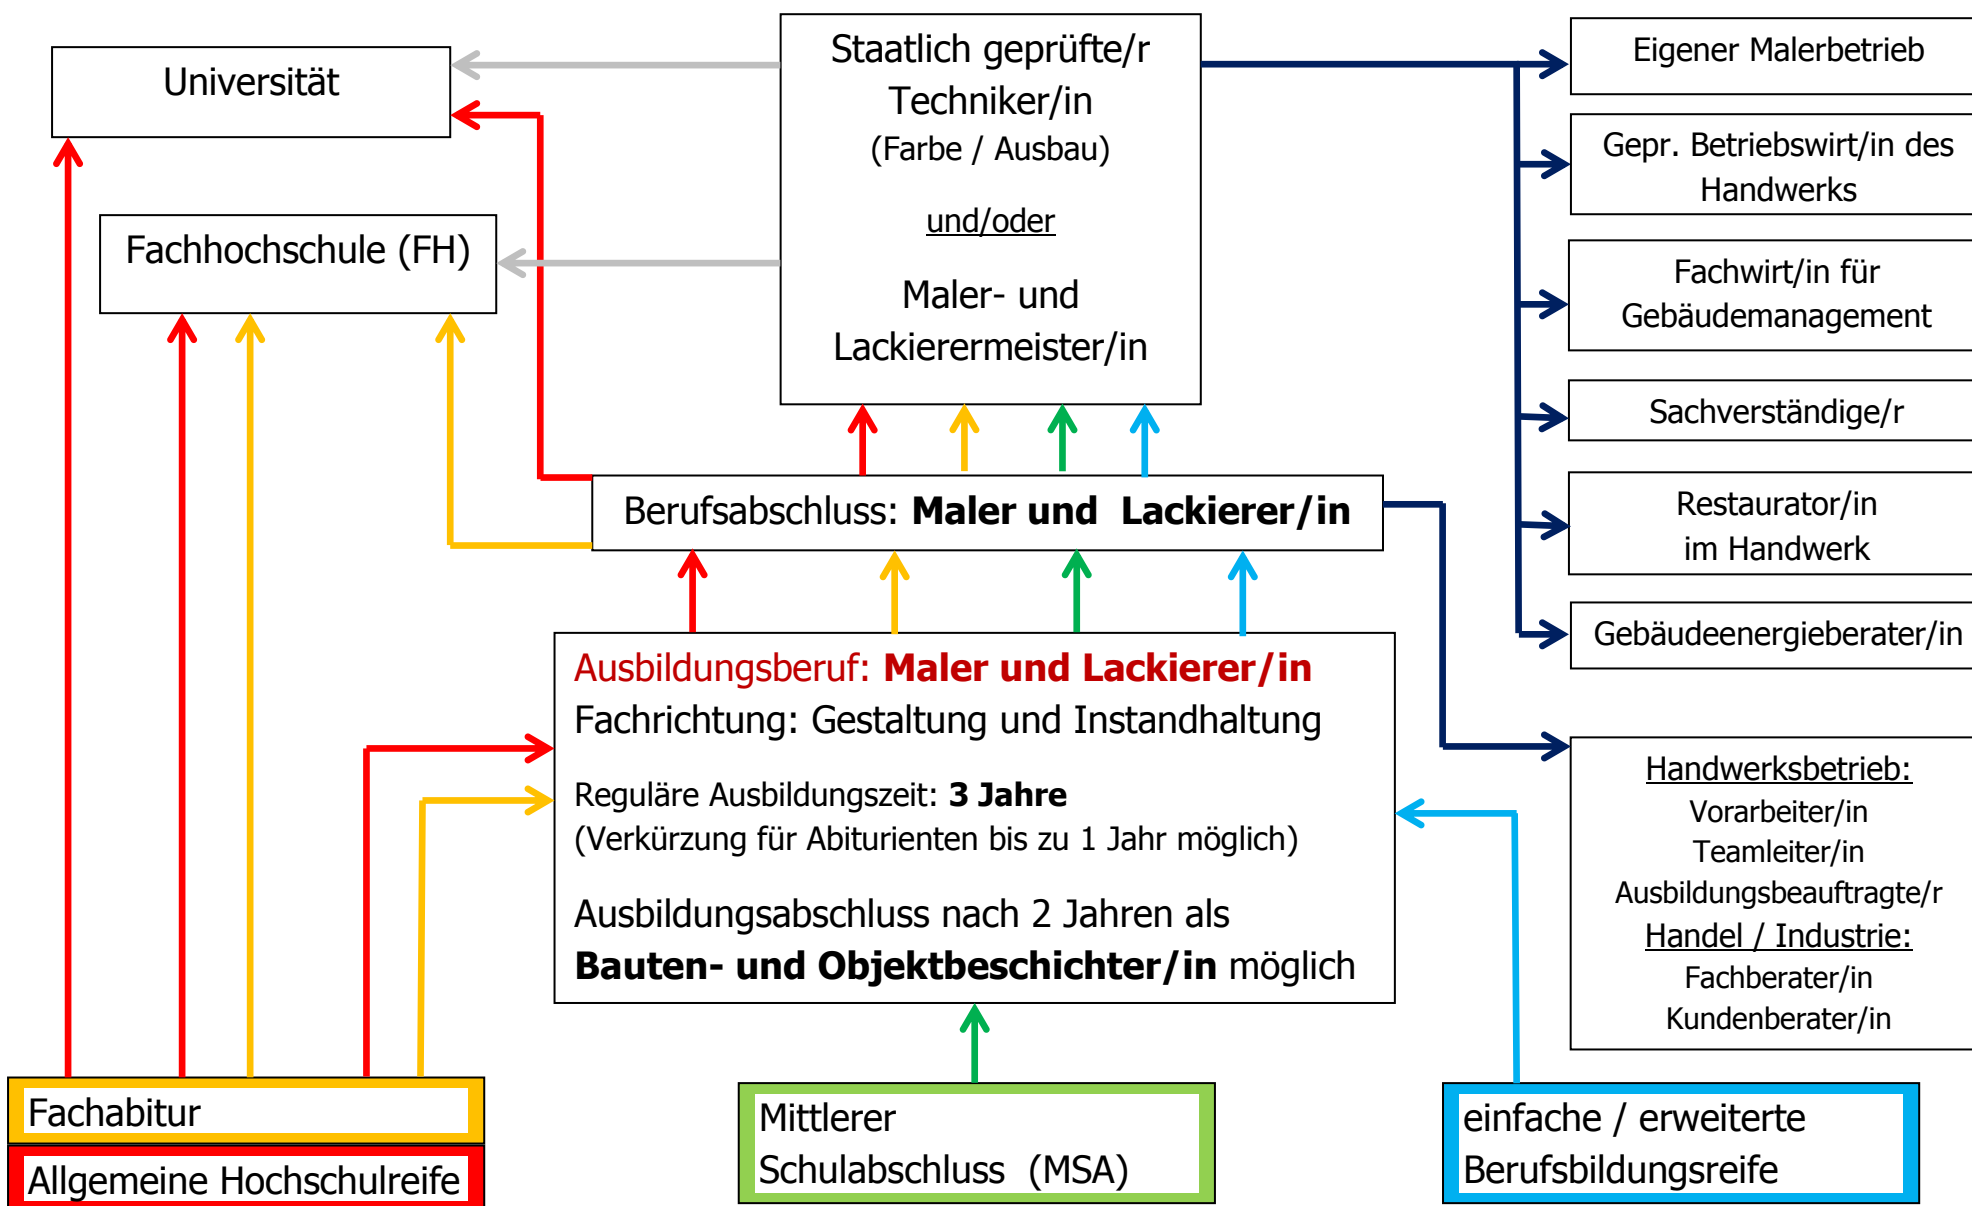 Universität
Fachhochschule (FH)
Staatlich geprüfte/r
Techniker/in
(Farbe / Ausbau)
und/oder
Maler- und
Lackierermeister/in
Eigener Malerbetrieb
Gepr. Betriebswirt/in des
Handwerks
Fachwirt/in für
Gebäudemanagement
Sachverständige/r
Restaurator/in
im Handwerk
Gebäudeenergieberater/in
Berufsabschluss: Maler und Lackierer/in
Ausbildungsberuf: Maler und Lackierer/in
Fachrichtung: Gestaltung und Instandhaltung
Reguläre Ausbildungszeit: 3 Jahre
(Verkürzung für Abiturienten bis zu 1 Jahr möglich)
Ausbildungsabschluss nach 2 Jahren als
Bauten- und Objektbeschichter/in möglich
Handwerksbetrieb:
Vorarbeiter/in
Teamleiter/in
Ausbildungsbeauftragte/r
Handel / Industrie:
Fachberater/in
Kundenberater/in
Fachabitur
Allgemeine Hochschulreife
Mittlerer
Schulabschluss (MSA)
einfache / erweiterte
Berufsbildungsreife